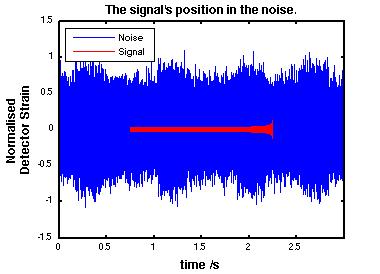 The signal's position in the noise.
Noise
Signal
Normalised
Detector Strain
1.5
1
0.5
0
-0.5
-1
-1.5
0 0.5 1 1.5 2 2.5
time /s